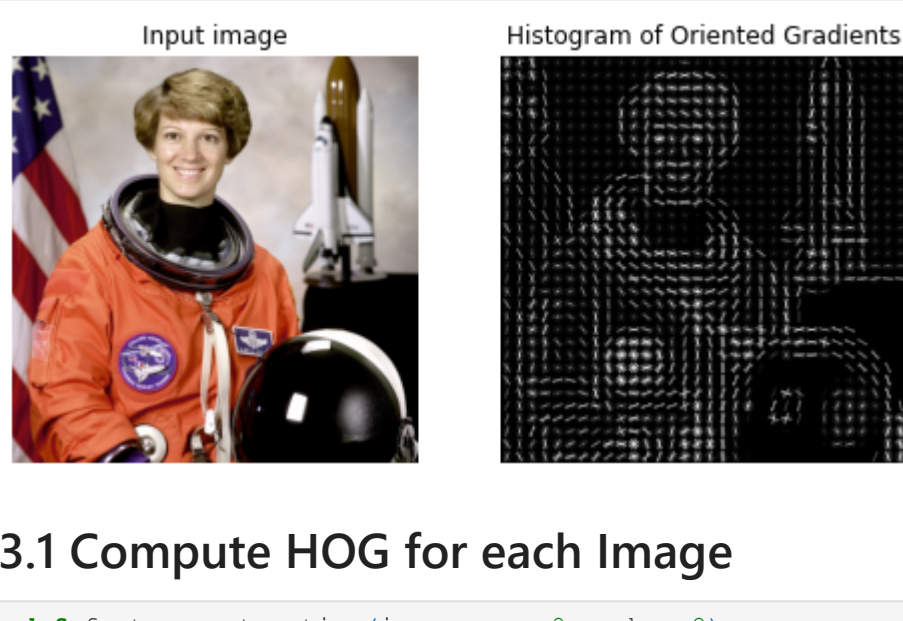 Input image
Histogram of Oriented Gradients
3.1 Compute HOG for each Image